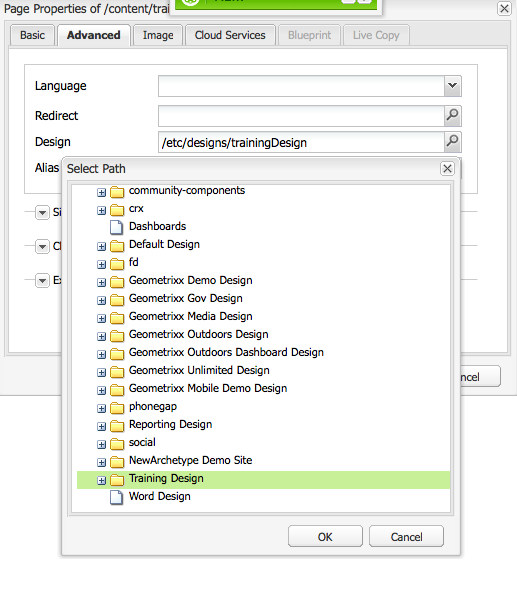 Page Properties of /content/trai
Basic
Advanced
Image
Cloud Services
Blueprint
Live Copy
Language
Redirect
Design
/etc/designs/trainingDesign
Alias
Select Path
community-components
crx
Dashboards
Default Design
fd
Geometrixx Demo Design
Geometrixx Gov Design
Geometrixx Media Design
Geometrixx Outdoors Design
Geometrixx Outdoors Dashboard Design
Geometrixx Unlimited Design
Geometrixx Mobile Demo Design
phonegap
Reporting Design
social
NewArchetype Demo Site
Training Design
Word Design
OK
Cancel
Si
Ex
ncel